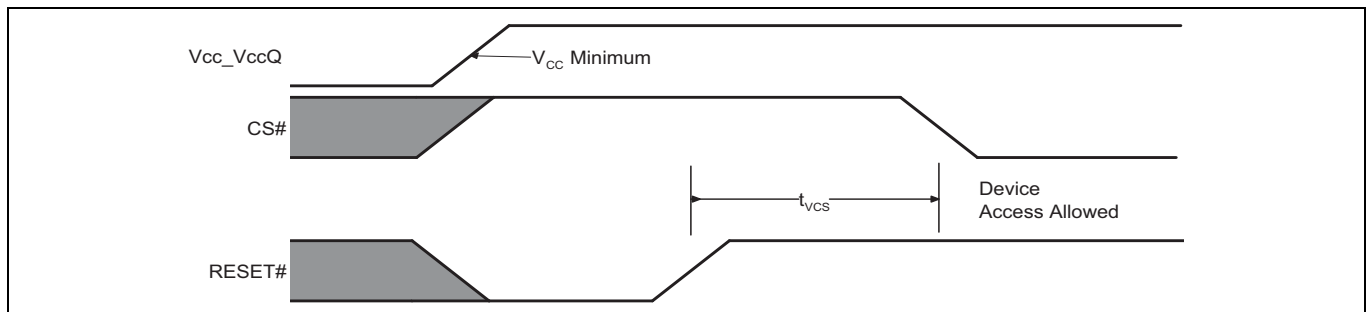 Vcc_VccQ
VCC Minimum
CS#
tVCS
Device
Access Allowed
RESET#